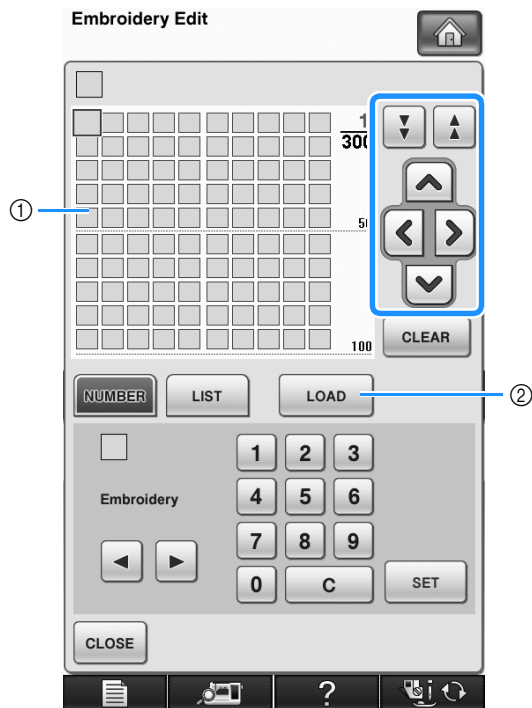 Embroidery Edit
1
300
①
50
100
CLEAR
NUMBER LIST LOAD
②
1 2 3
Embroidery
4 5 6
7 8 9
0 C SET
CLOSE
?